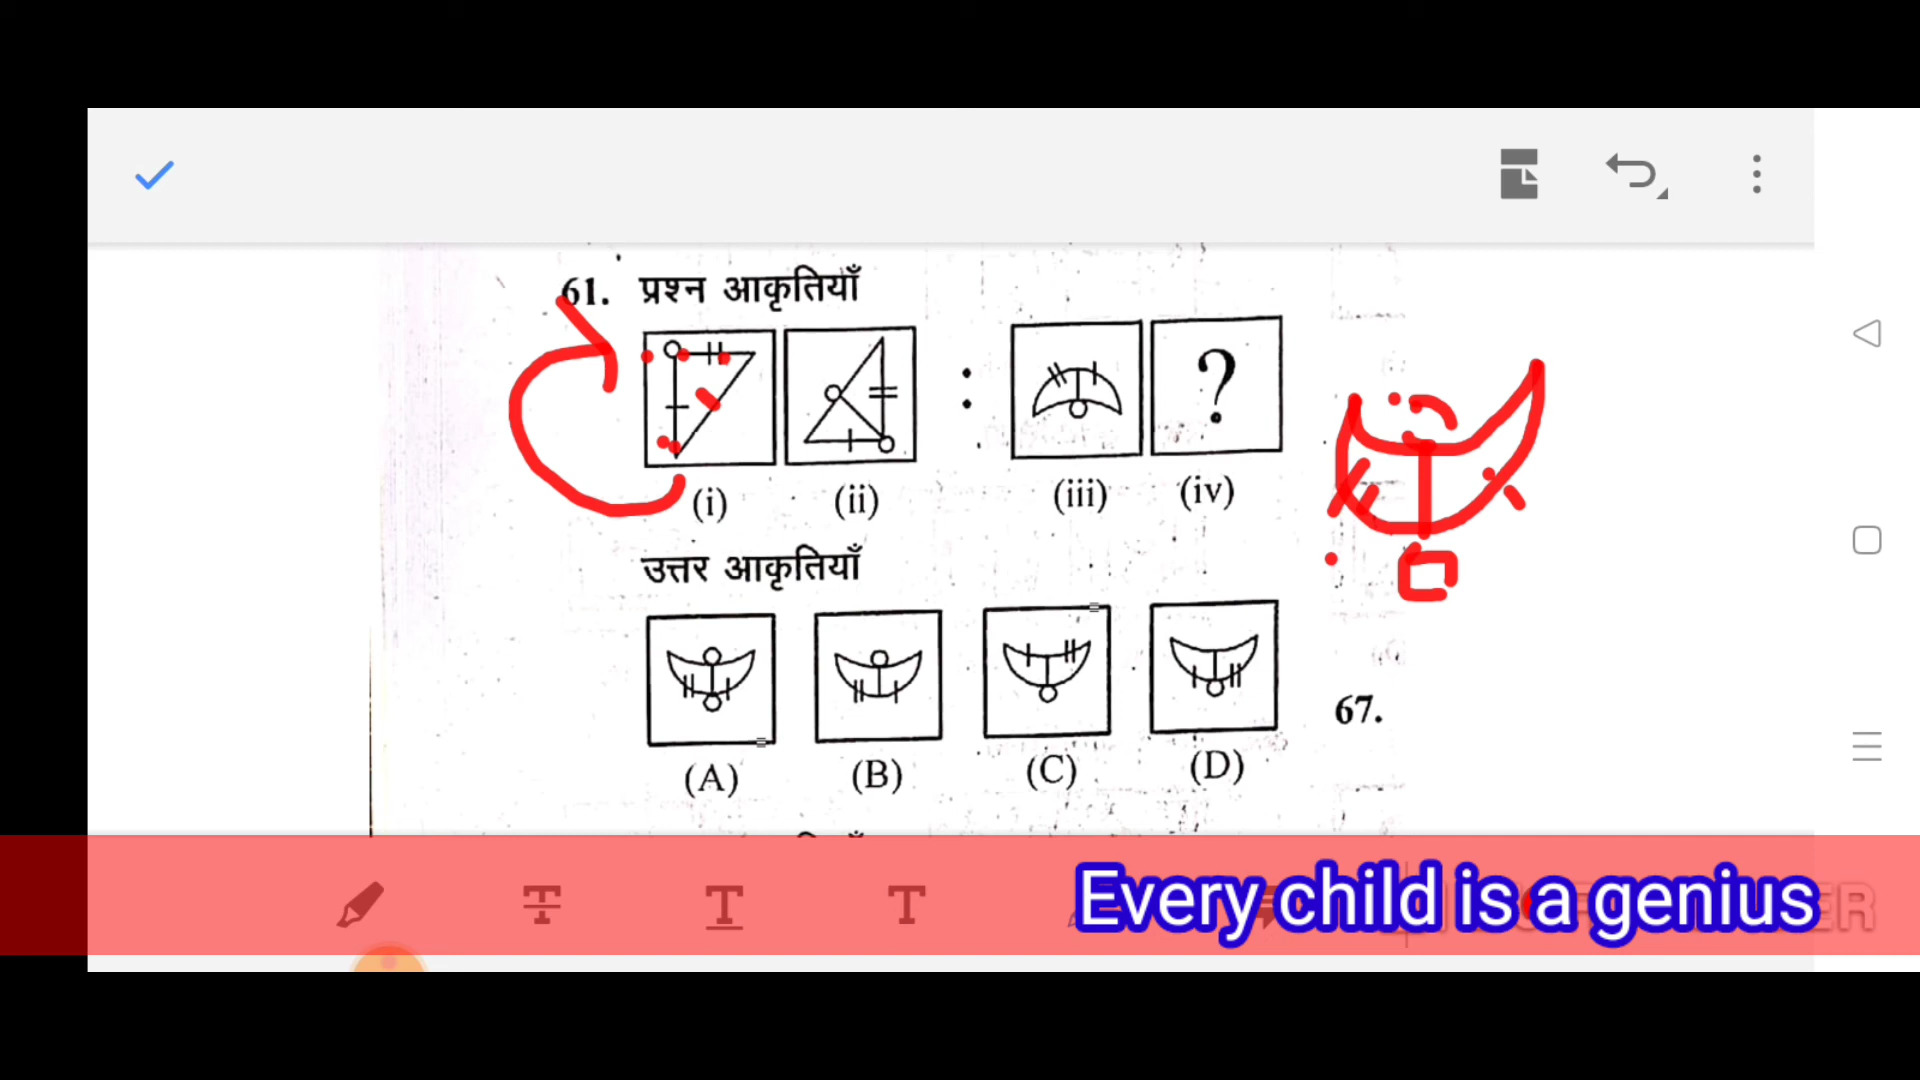 61. प्रश्न आकृतियाँ
?
(i) (ii) (iii) (iv)
उत्तर आकृतियाँ
67.
(A) (B) (C) (D)
T T T
Every child is a genius